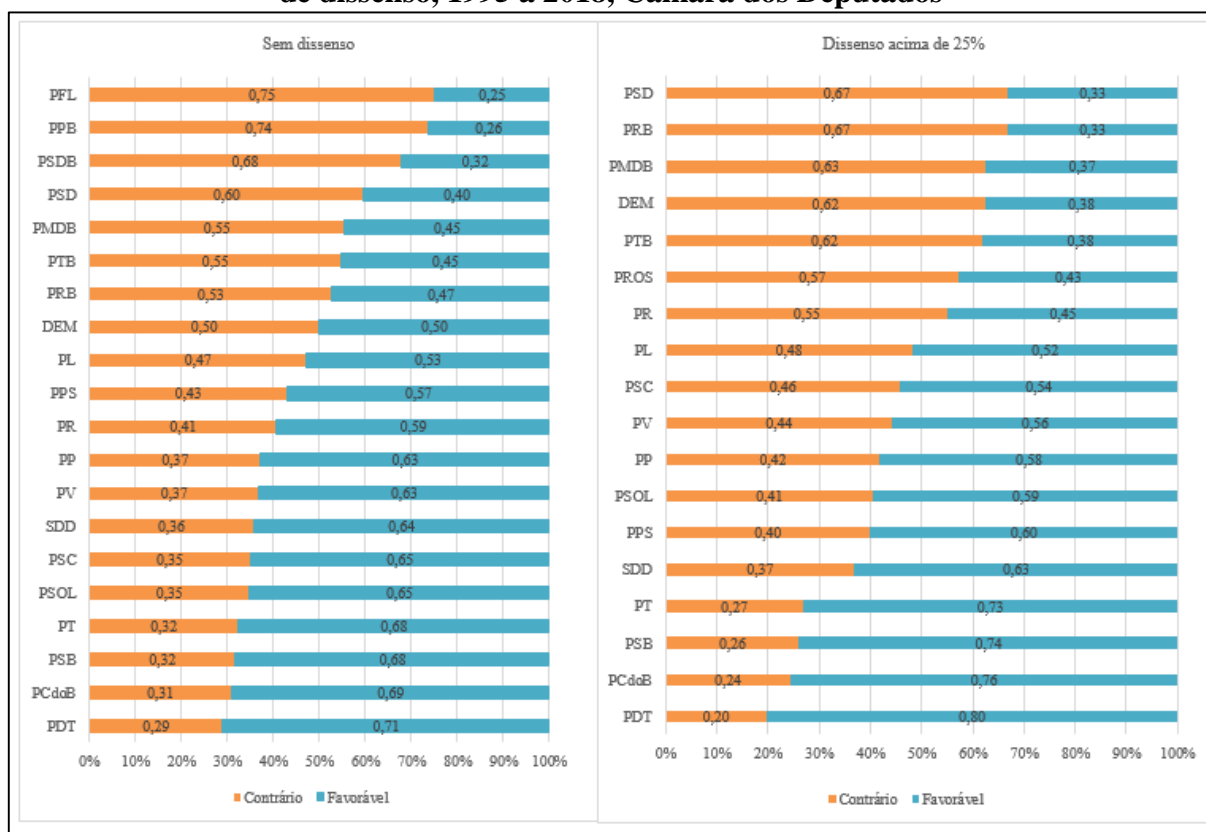 de dissenso, 1995 a 2018, Câmara dos Deputados
Sem dissenso
PFL 0,75 0,25
PPB 0,74 0,26
PSDB 0,68 0,32
PSD 0,60 0,40
PMDB 0,55 0,45
PTB 0,55 0,45
PRB 0,53 0,47
DEM 0,50 0,50
PL 0,47 0,53
PPS 0,43 0,57
PR 0,41 0,59
PP 0,37 0,63
PV 0,37 0,63
SDD 0,36 0,64
PSC 0,35 0,65
PSOL 0,35 0,65
PT 0,32 0,68
PSB 0,32 0,68
PCdoB 0,31 0,69
PDT 0,29 0,71
0% 10% 20% 30% 40% 50% 60% 70% 80% 90% 100%
Contrário Favorável
Dissenso acima de 25%
PSD 0,67 0,33
PRB 0,67 0,33
PMDB 0,63 0,37
DEM 0,62 0,38
PTB 0,62 0,38
PROS 0,57 0,43
PR 0,55 0,45
PL 0,48 0,52
PSC 0,46 0,54
PV 0,44 0,56
PP 0,42 0,58
PSOL 0,41 0,59
PPS 0,40 0,60
SDD 0,37 0,63
PT 0,27 0,73
PSB 0,26 0,74
PCdoB 0,24 0,76
PDT 0,20 0,80
0% 10% 20% 30% 40% 50% 60% 70% 80% 90% 100%
Contrário Favorável